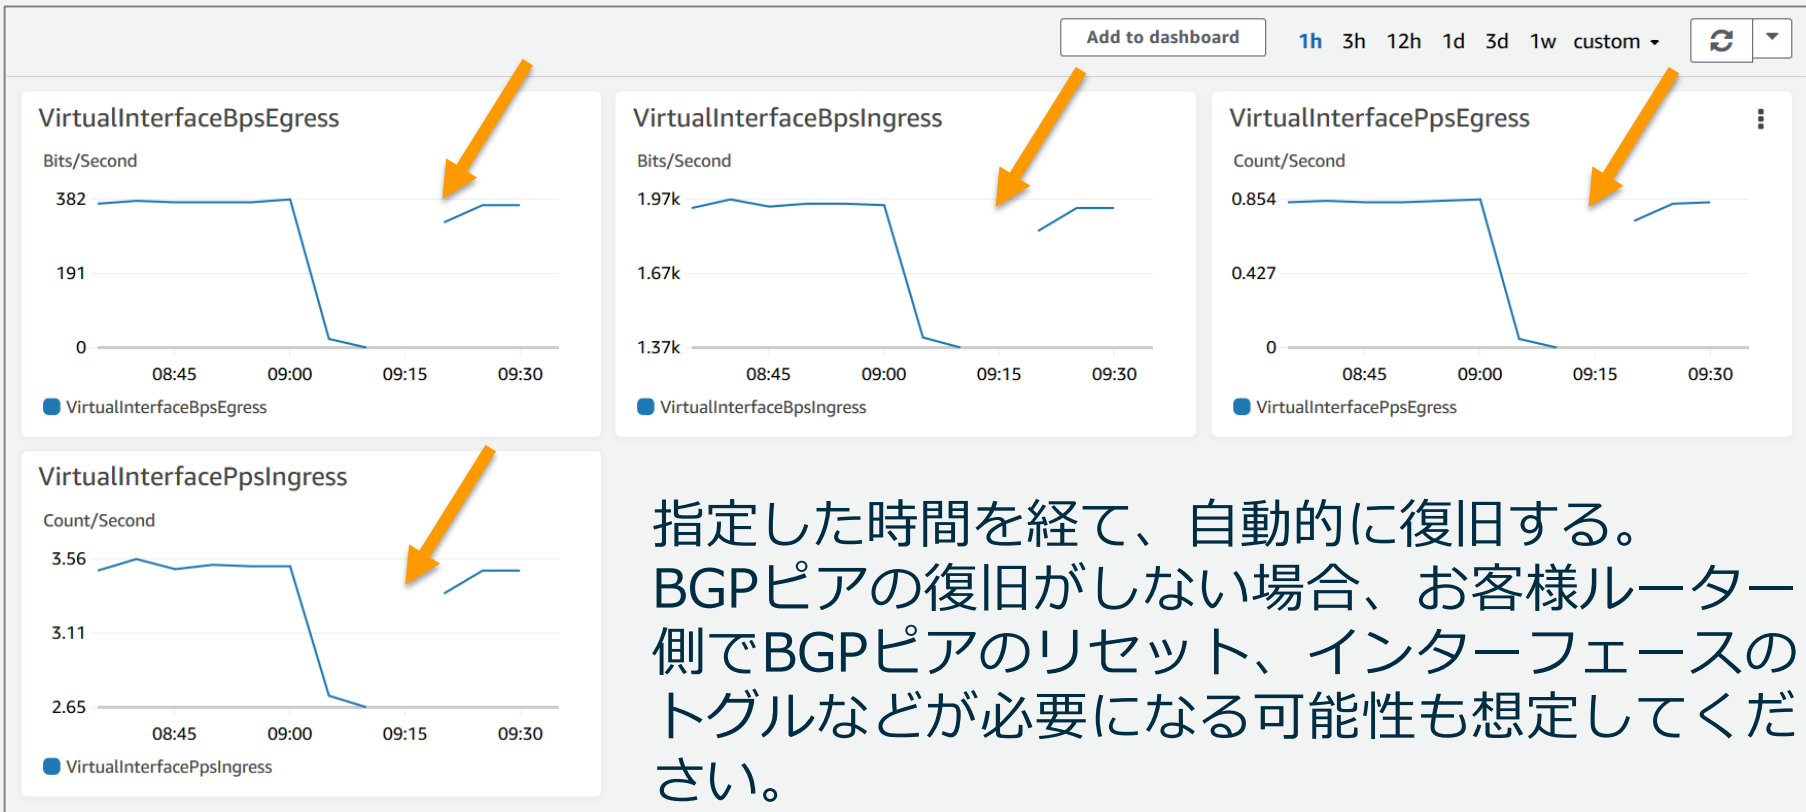 Add to dashboard
1h 3h 12h 1d 3d 1w custom
VirtualInterfaceBpsEgress
Bits/Second
382
191
0
08:45 09:00 09:15 09:30
VirtualInterfaceBpsEgress
VirtualInterfaceBpsIngress
Bits/Second
1.97k
1.67k
1.37k
08:45 09:00 09:15 09:30
VirtualInterfaceBpsIngress
VirtualInterfacePpsEgress
Count/Second
0.854
0.427
0
08:45 09:00 09:15 09:30
VirtualInterfacePpsEgress
VirtualInterfacePpsIngress
Count/Second
3.56
3.11
2.65
08:45 09:00 09:15 09:30
VirtualInterfacePpsIngress
指定した時間を経て、自動的に復旧する。
BGPピアの復旧がしない場合、お客様ルーター
側でBGPピアのリセット、インターフェースの
トグルなどが必要になる可能性も想定してくだ
さい。